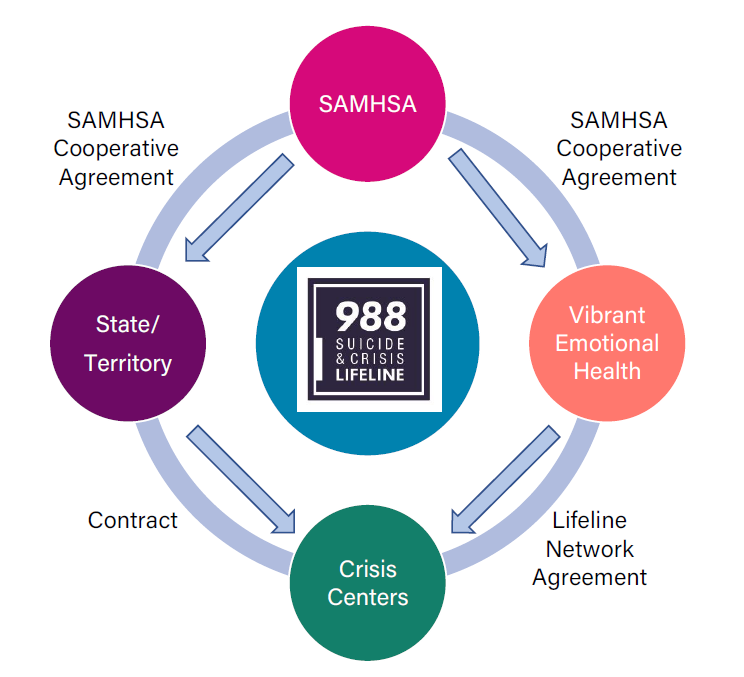 SAMHSA
SAMHSA
Cooperative
Agreement
SAMHSA
Cooperative
Agreement
State/
Territory
988
SUICIDE
& CRISIS
LIFELINE
Vibrant
Emotional
Health
Contract
Lifeline
Network
Agreement
Crisis
Centers